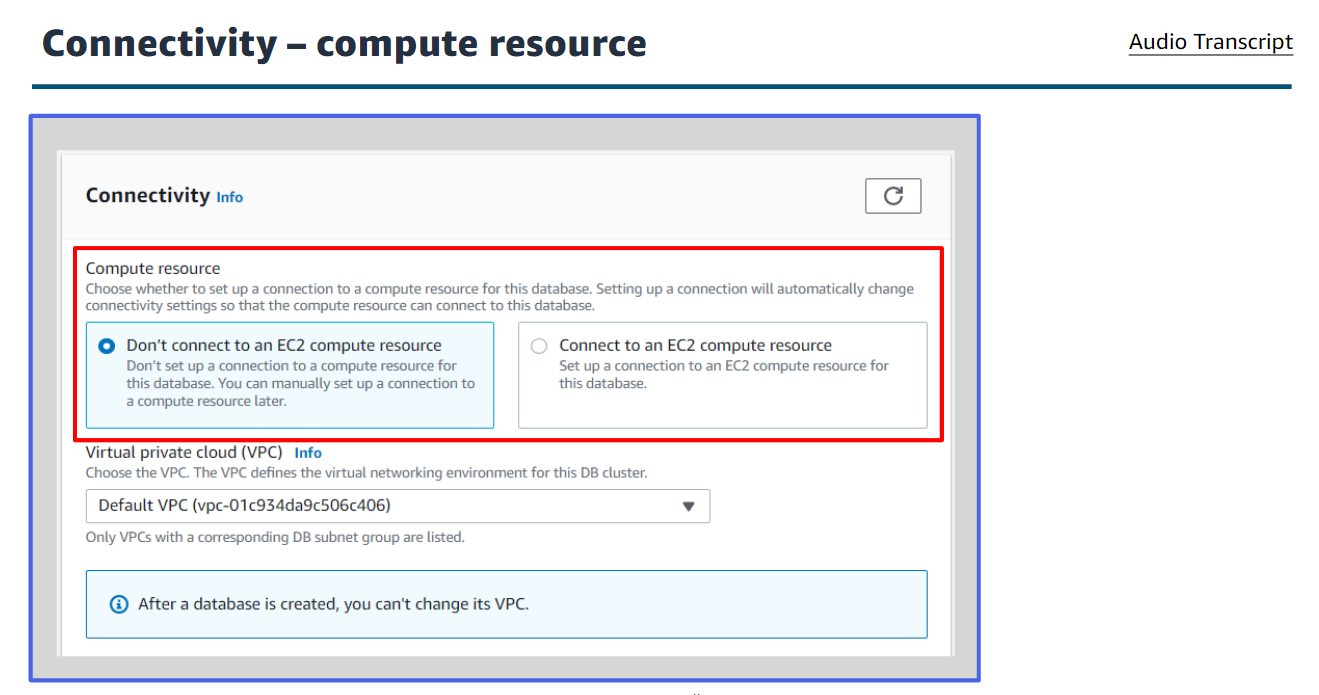 Connectivity – compute resource
Audio Transcript
Connectivity Info
Compute resource
Choose whether to set up a connection to a compute resource for this database. Setting up a connection will automatically change
connectivity settings so that the compute resource can connect to this database.
Don't connect to an EC2 compute resource
Don't set up a connection to a compute resource for
this database. You can manually set up a connection to
a compute resource later.
Connect to an EC2 compute resource
Set up a connection to an EC2 compute resource for
this database.
Virtual private cloud (VPC) Info
Choose the VPC. The VPC defines the virtual networking environment for this DB cluster.
Default VPC (vpc-01c934da9c506c406)
Only VPCs with a corresponding DB subnet group are listed.
After a database is created, you can't change its VPC.